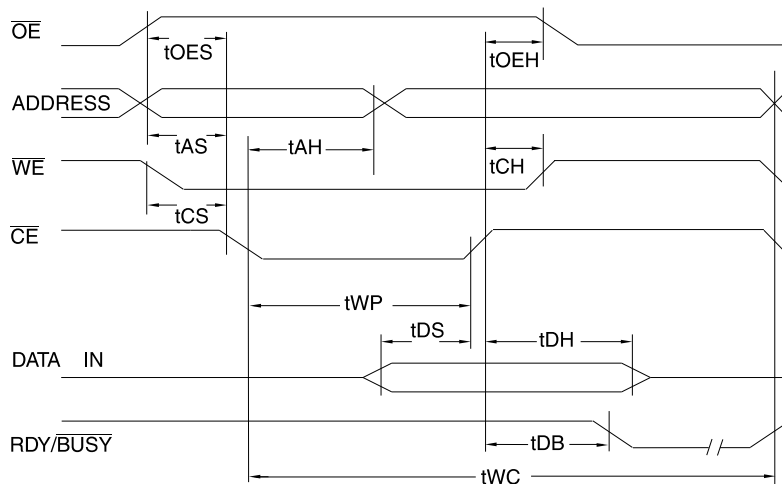 OE
tOES
tOEH
ADDRESS
tAS
tAH
WE
tCH
tCS
CE
tWP
tDS
tDH
DATA IN
RDY/BUSY
tDB
tWC